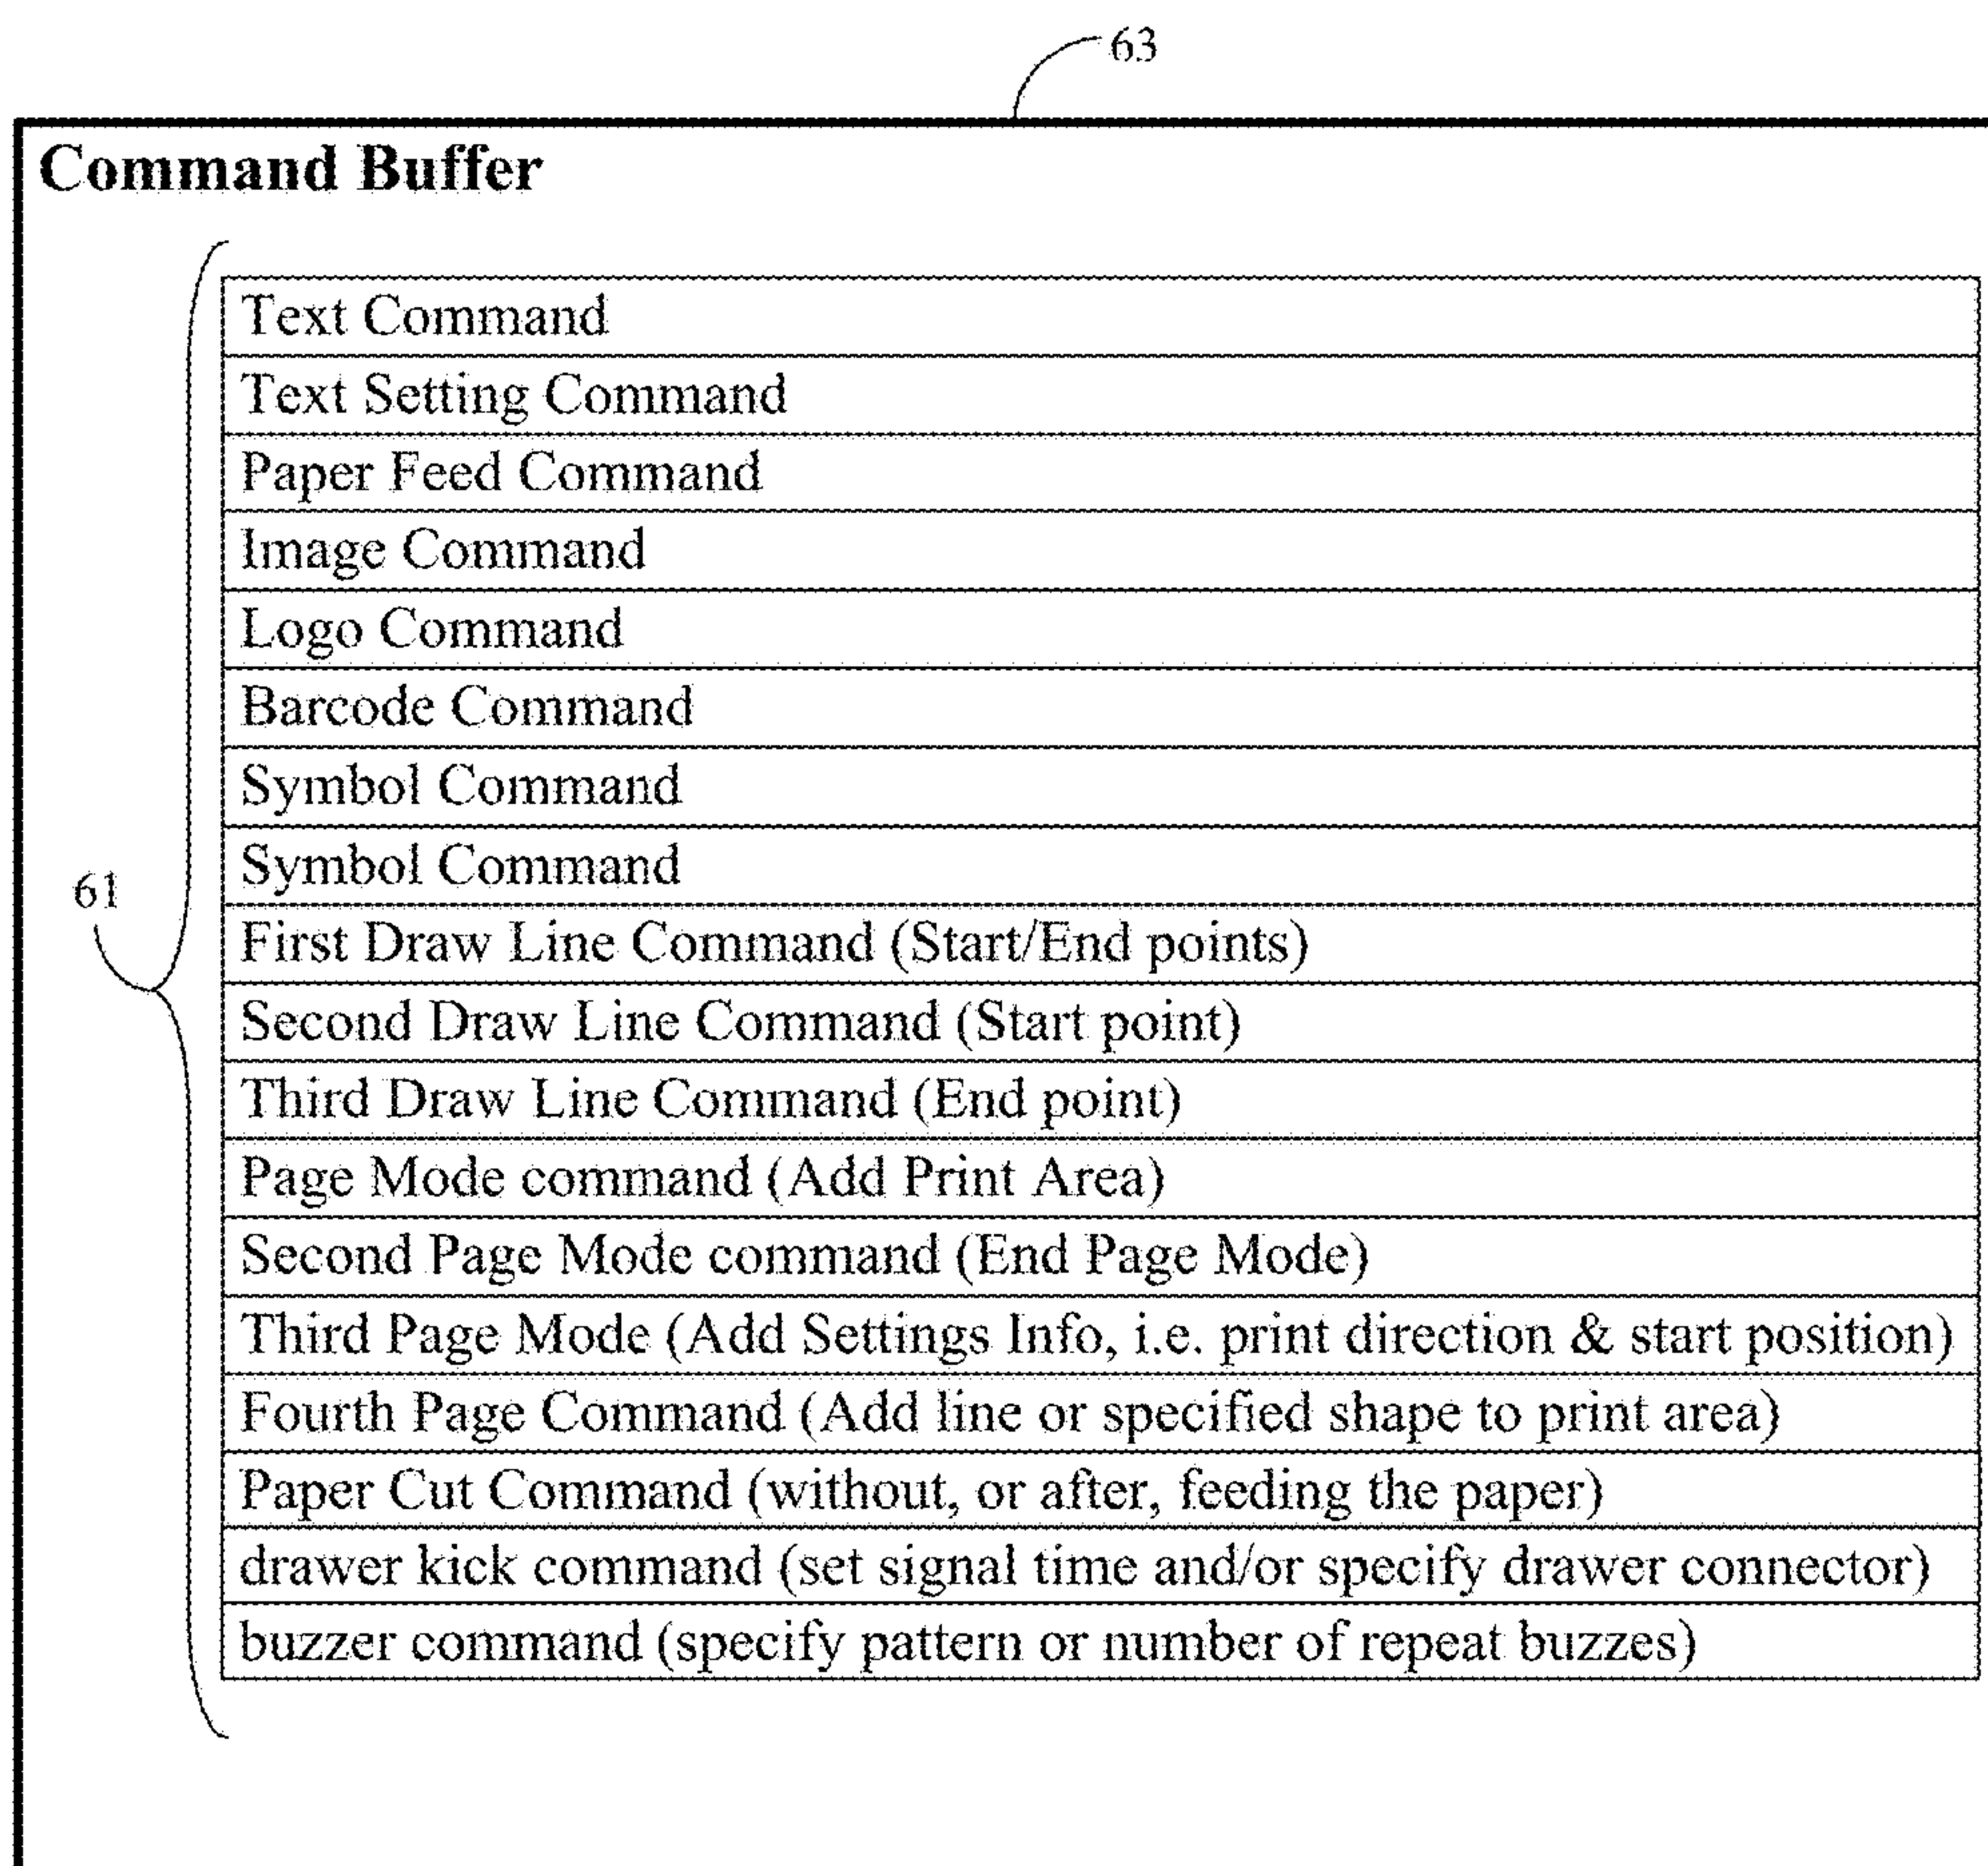 63
Command Buffer
Text Command
Text Setting Command
Paper Feed Command
Image Command
Logo Command
Barcode Command
Symbol Command
Symbol Command
61
First Draw Line Command (Start/End points)
Second Draw Line Command (Start point)
Third Draw Line Command (End point)
Page Mode command (Add Print Area)
Second Page Mode command (End Page Mode)
Third Page Mode (Add Settings Info, i.e. print direction & start position)
Fourth Page Command (Add line or specified shape to print area)
Paper Cut Command (without, or after, feeding the paper)
drawer kick command (set signal time and/or specify drawer connector)
buzzer command (specify pattern or number of repeat buzzes)